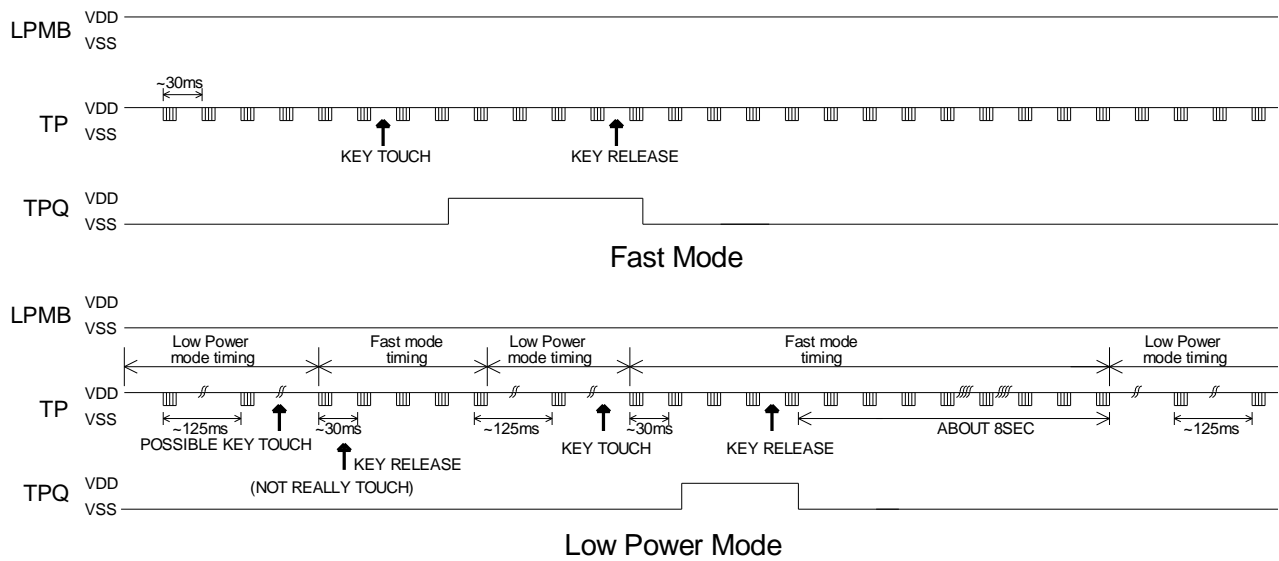 LPMB VDD
VSS
~30ms
TP VDD
VSS
KEY TOUCH KEY RELEASE
TPQ VDD
VSS
Fast Mode
LPMB VDD
VSS
Low Power mode timing
Fast mode timing
Low Power mode timing
Fast mode timing
Low Power mode timing
TP VDD
VSS
~125ms ~30ms ~125ms ~30ms ABOUT 8SEC ~125ms
POSSIBLE KEY TOUCH KEY TOUCH KEY RELEASE
KEY RELEASE
(NOT REALLY TOUCH)
TPQ VDD
VSS
Low Power Mode